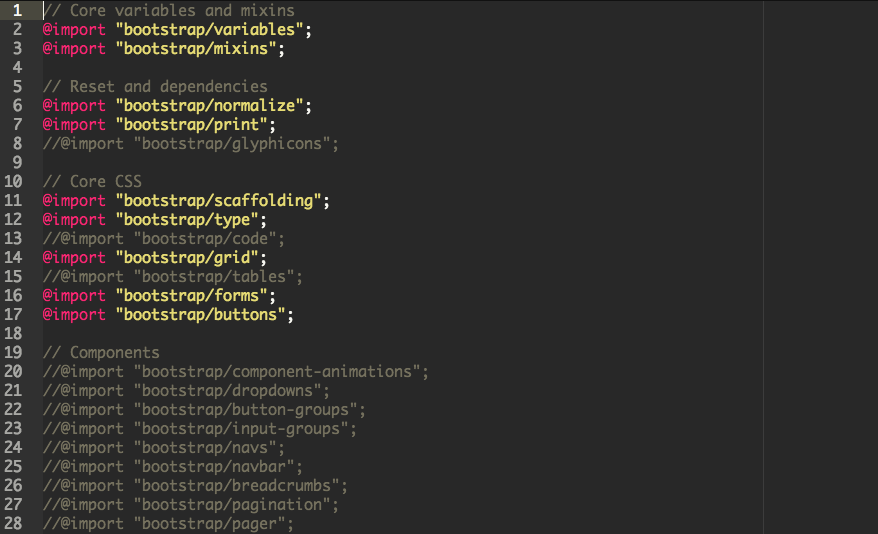 1 // Core variables and mixins
2 @import "bootstrap/variables";
3 @import "bootstrap/mixins";
4
5 // Reset and dependencies
6 @import "bootstrap/normalize";
7 @import "bootstrap/print";
8 //@import "bootstrap/glyphicons";
9
10 // Core CSS
11 @import "bootstrap/scaffolding";
12 @import "bootstrap/type";
13 //@import "bootstrap/code";
14 @import "bootstrap/grid";
15 //@import "bootstrap/tables";
16 @import "bootstrap/forms";
17 @import "bootstrap/buttons";
18
19 // Components
20 //@import "bootstrap/component-animations";
21 //@import "bootstrap/dropdowns";
22 //@import "bootstrap/button-groups";
23 //@import "bootstrap/input-groups";
24 //@import "bootstrap/navs";
25 //@import "bootstrap/navbar";
26 //@import "bootstrap/breadcrumbs";
27 //@import "bootstrap/pagination";
28 //@import "bootstrap/pager";